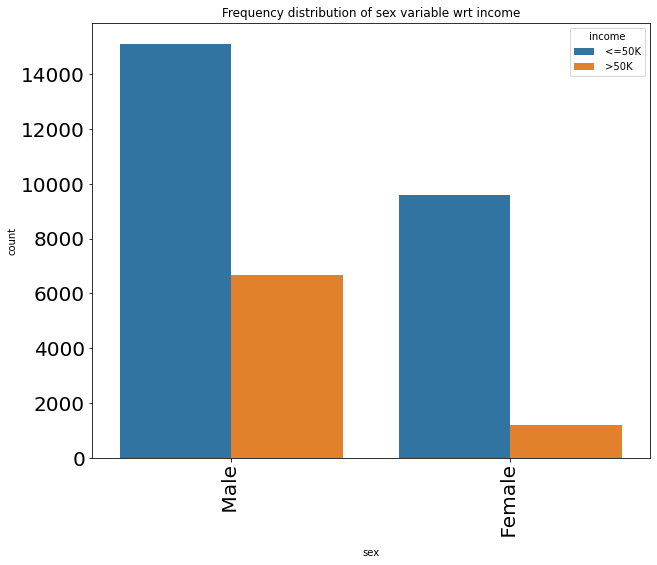 Frequency distribution of sex variable wrt income
income
<=50K
>50K
14000
12000
10000
8000
6000
4000
2000
0
count
Male
Female
sex